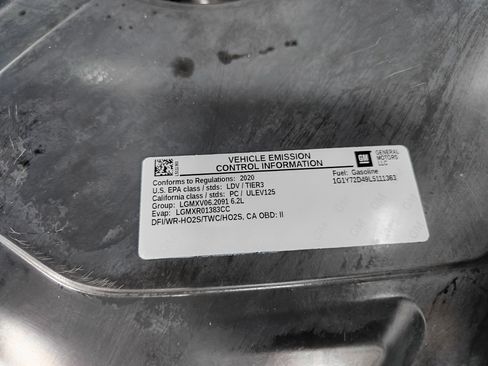 VEHICLE EMISSION
CONTROL INFORMATION
GM
GENERAL
MOTORS
LLC
Conforms to Regulations: 2020
Fuel: Gasoline
U.S. EPA class / stds: LDV / TIER3
1G1Y72D49L5111383
California class / stds: PC / ULEV125
Group: LGMXV06.2091 6.2L
Evap: LGMXR01383CC
DFI/WR-HO2S/TWC/HO2S, CA OBD: II